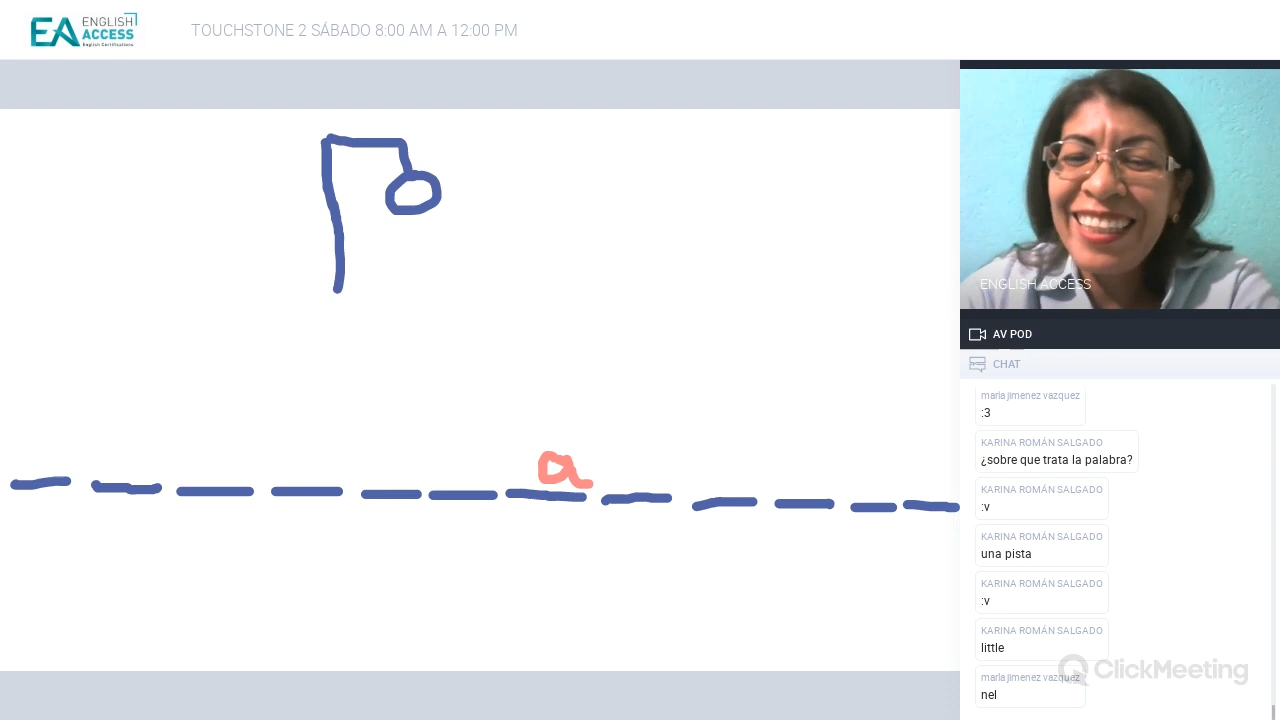 EA ENGLISH ACCESS
English Certifications
TOUCHSTONE 2 SÁBADO 8:00 AM A 12:00 PM
a
ENGLISH ACCESS
AV POD
CHAT
maria jimenez vazquez
:3
KARINA ROMÁN SALGADO
¿sobre que trata la palabra?
KARINA ROMÁN SALGADO
:v
KARINA ROMÁN SALGADO
una pista
KARINA ROMÁN SALGADO
:v
KARINA ROMÁN SALGADO
little
maria jimenez vazquez
nel
ClickMeeting